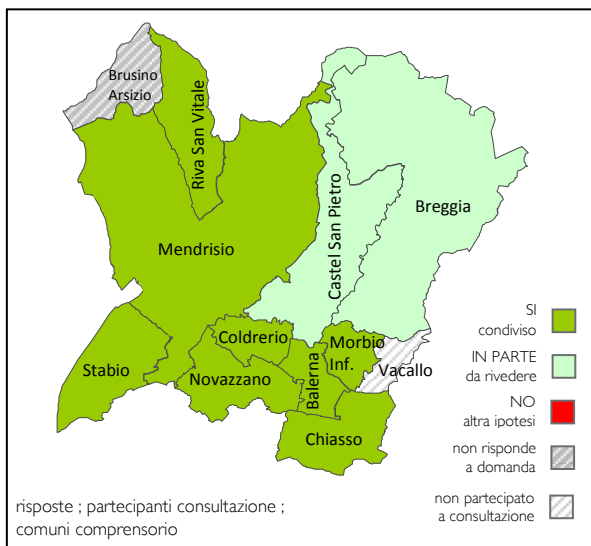 Brusino
Arsizio
Riva San Vitale
Castel San Pietro
Breggia
Mendrisio
Coldrerio
Morbio
Inf.
Vacallo
Stabio
Novazzano
Balerna
Chiasso
SI
condiviso
IN PARTE
da rivedere
NO
altra ipotesi
non risponde
a domanda
non partecipato
a consultazione
risposte ; partecipanti consultazione ;
comuni comprensorio